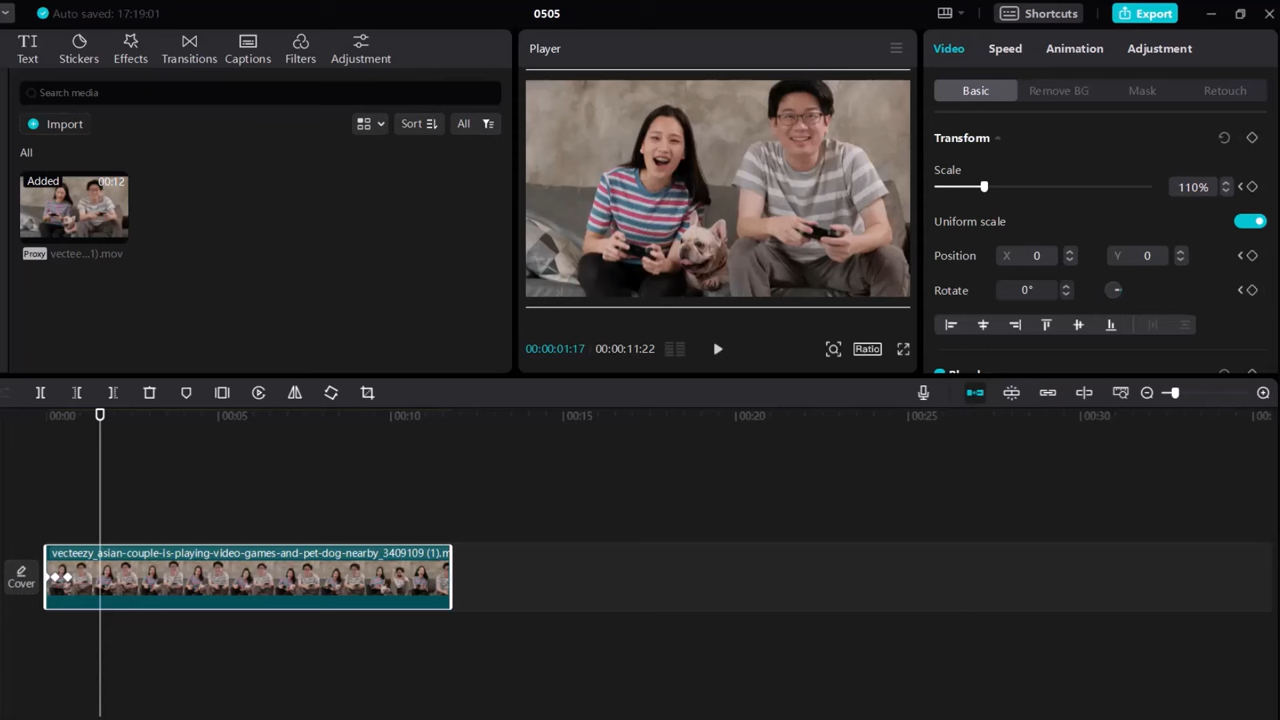 Auto saved: 17:19:01
0505
Shortcuts
Export
Text
Stickers
Effects
Transitions
Captions
Filters
Adjustment
Search media
Import
Sort
All
All
Added
00:12
Proxy
vectee...1).mov
Player
00:00:01:17
00:00:11:22
Ratio
Video
Speed
Animation
Adjustment
Basic
Remove BG
Mask
Retouch
Transform
Scale
110%
Uniform scale
Position
X 0
Y 0
Rotate
0°
00:00
00:05
00:10
00:15
00:20
00:25
00:30
Cover
vecteezy_asian-couple-is-playing-video-games-and-pet-dog-nearby_3409109 (1).m